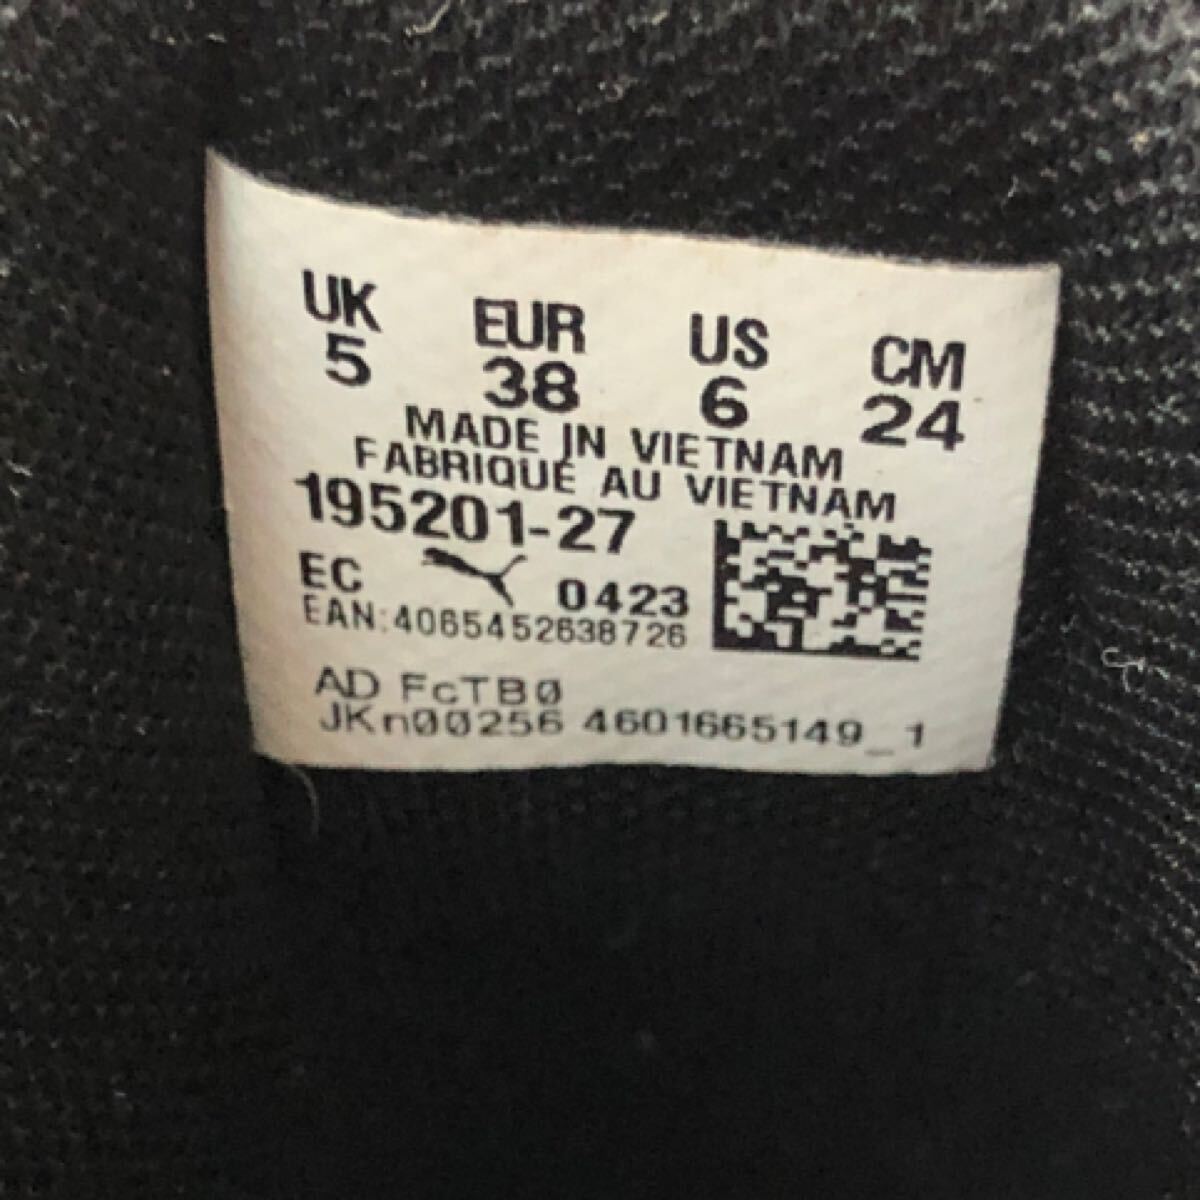 UK EUR US CM
5 38 6 24
MADE IN VIETNAM
FABRIQUE AU VIETNAM
195201-27
EC 0423
EAN:4065452638726
AD FcTB0
JKn00256 4601665149_1